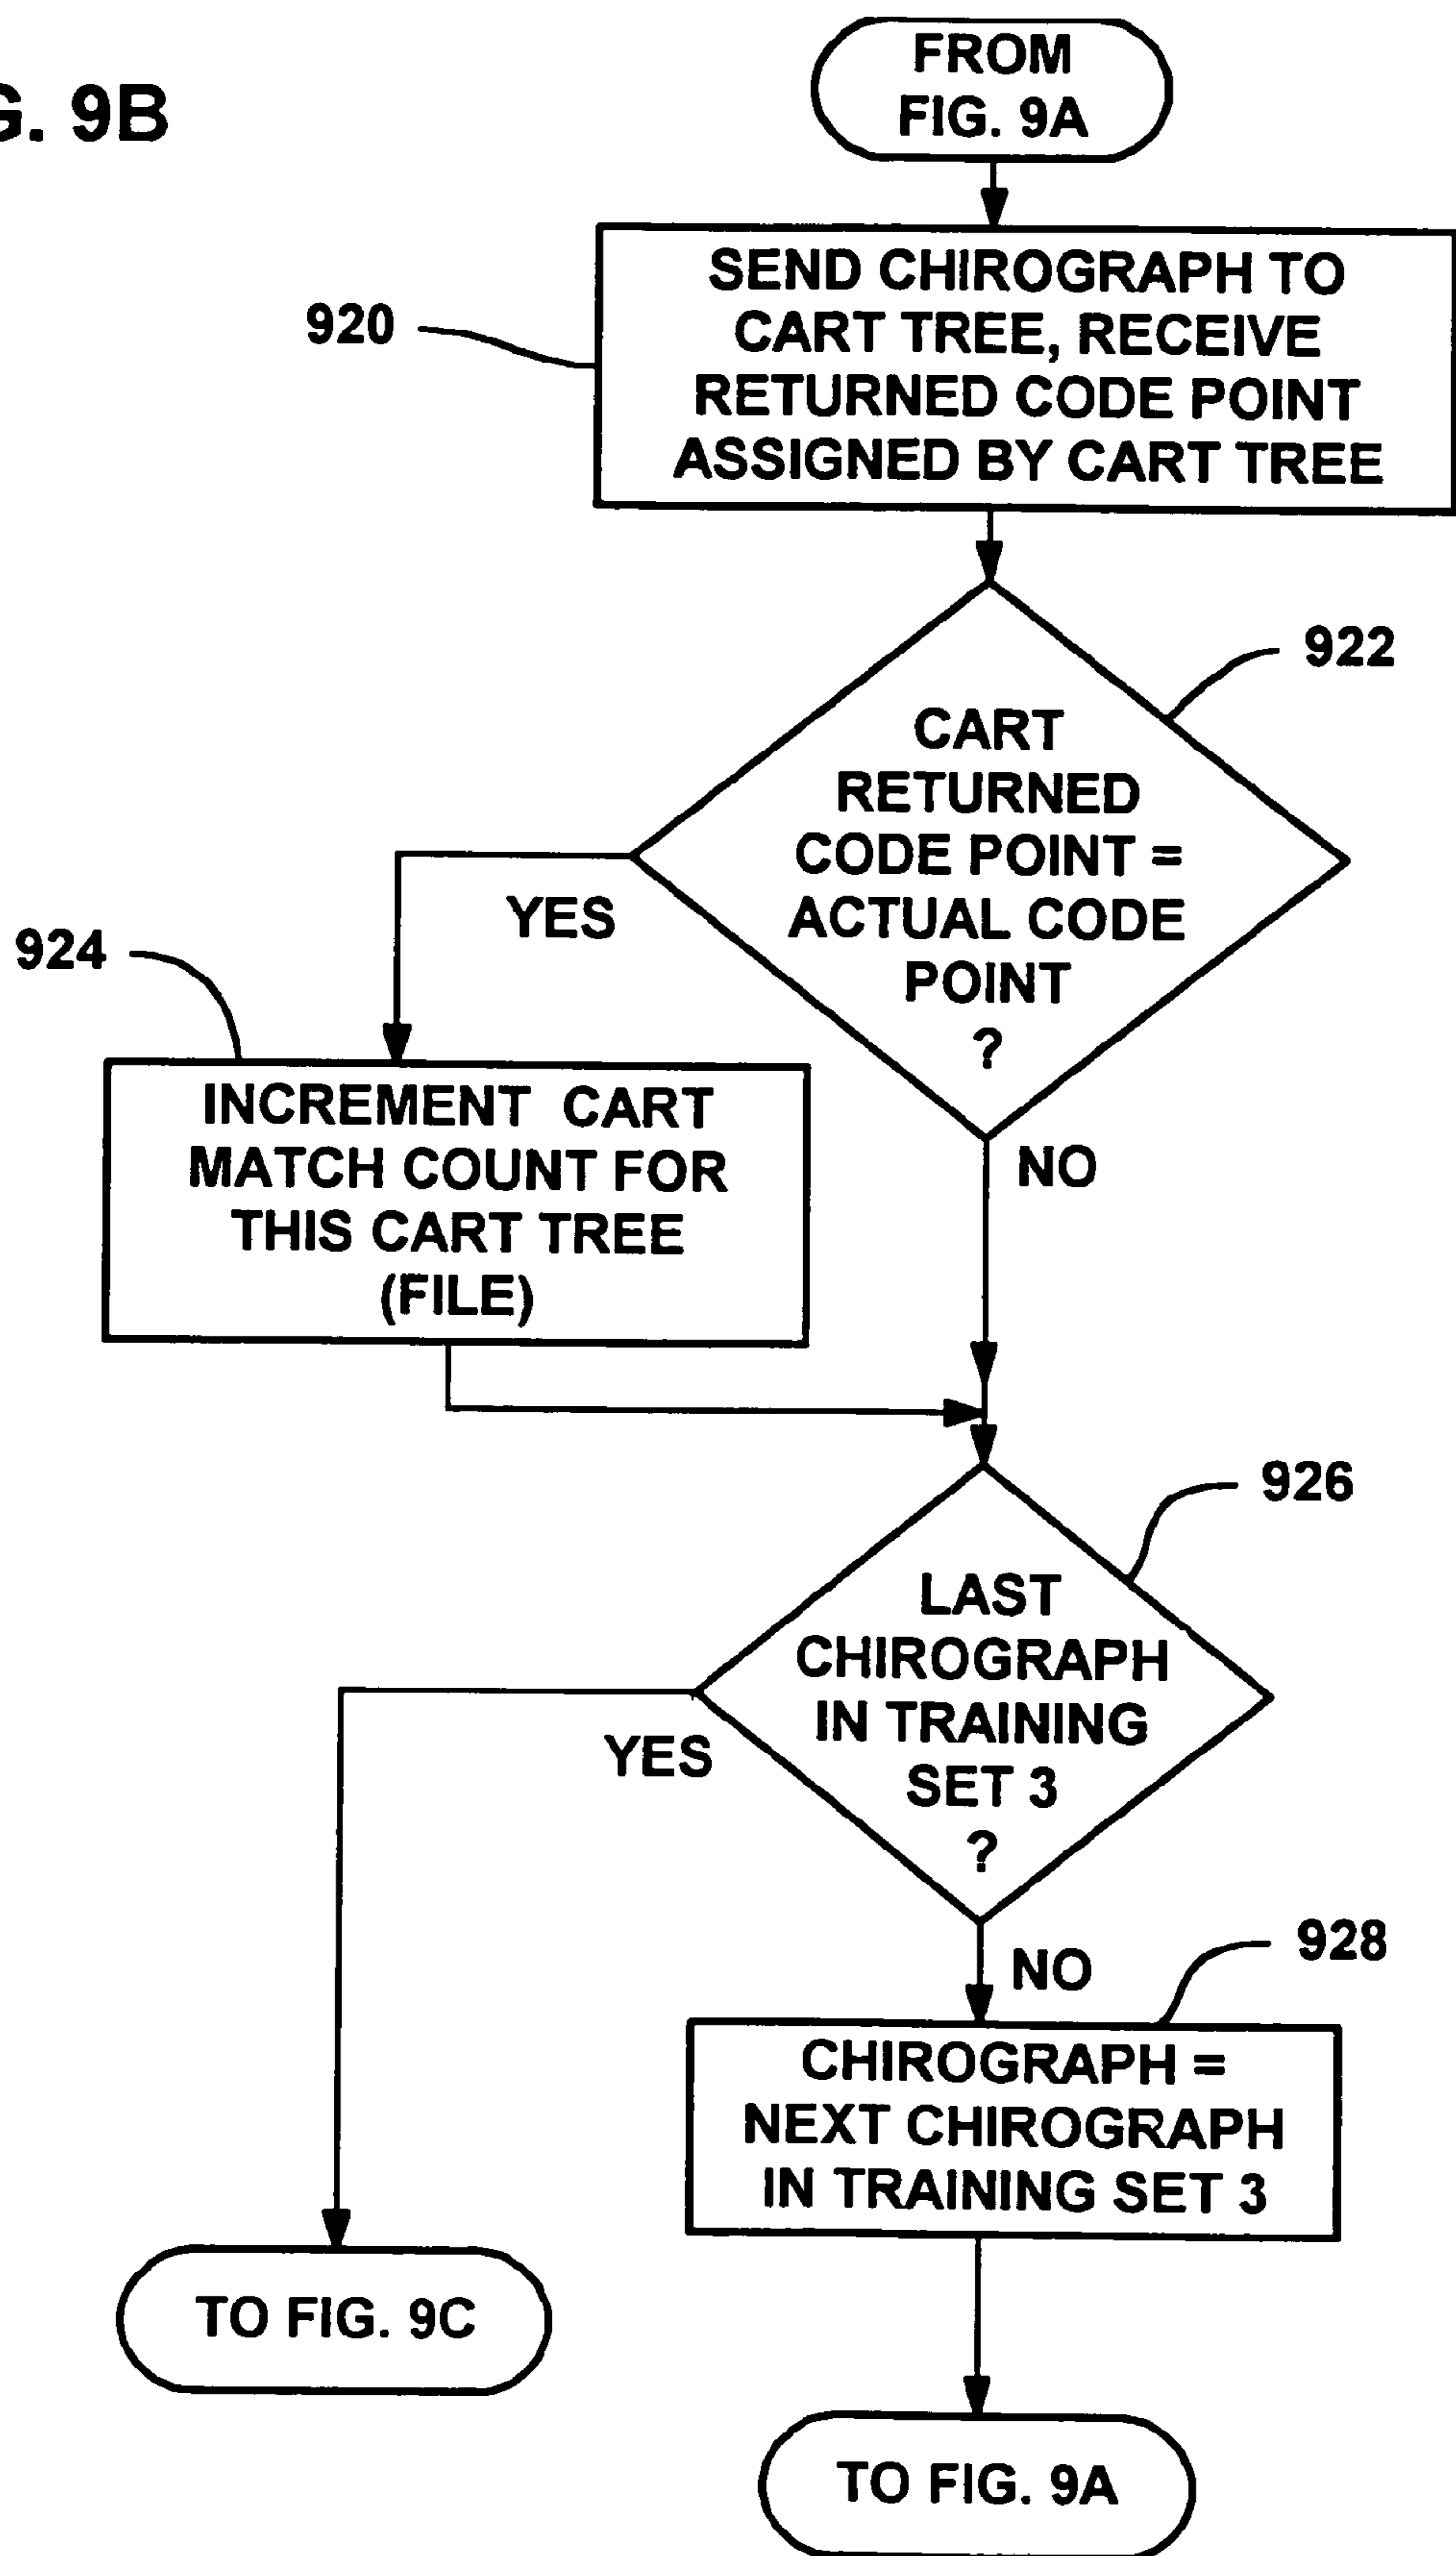 G. 9B
FROM
FIG. 9A
920
SEND CHIROGRAPH TO
CART TREE, RECEIVE
RETURNED CODE POINT
ASSIGNED BY CART TREE
922
CART
RETURNED
CODE POINT =
ACTUAL CODE
POINT
?
YES
NO
924
INCREMENT CART
MATCH COUNT FOR
THIS CART TREE
(FILE)
926
LAST
CHIROGRAPH
IN TRAINING
SET 3
?
YES
NO
928
CHIROGRAPH =
NEXT CHIROGRAPH
IN TRAINING SET 3
TO FIG. 9C
TO FIG. 9A